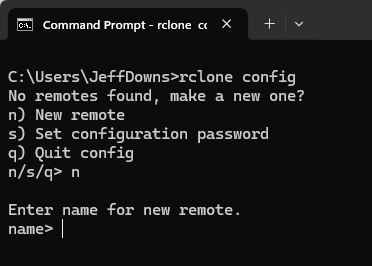 Command Prompt - rclone co
C:\Users\JeffDowns>rclone config
No remotes found, make a new one?
n) New remote
s) Set configuration password
q) Quit config
n/s/q> n
Enter name for new remote.
name>